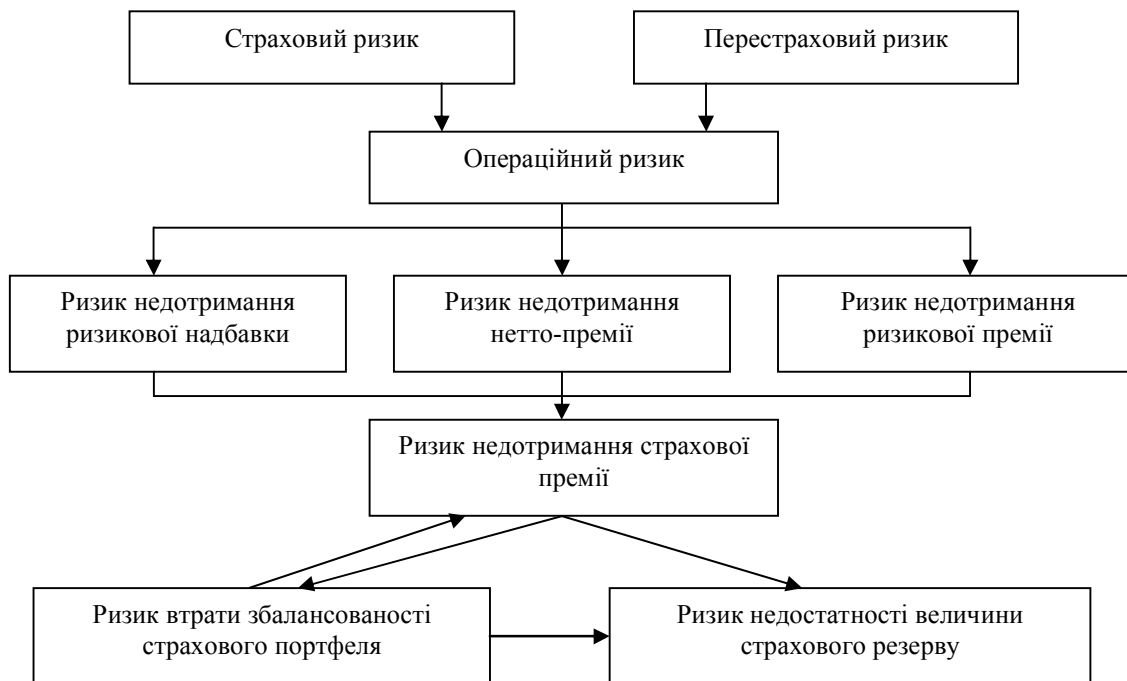 Страховий ризик
Перестраховий ризик
Операційний ризик
Ризик недотримання
ризикової надбавки
Ризик недотримання
нетто-премії
Ризик недотримання
ризикової премії
Ризик недотримання страхової
премії
Ризик втрати збалансованості
страхового портфеля
Ризик недостатності величини
страхового резерву